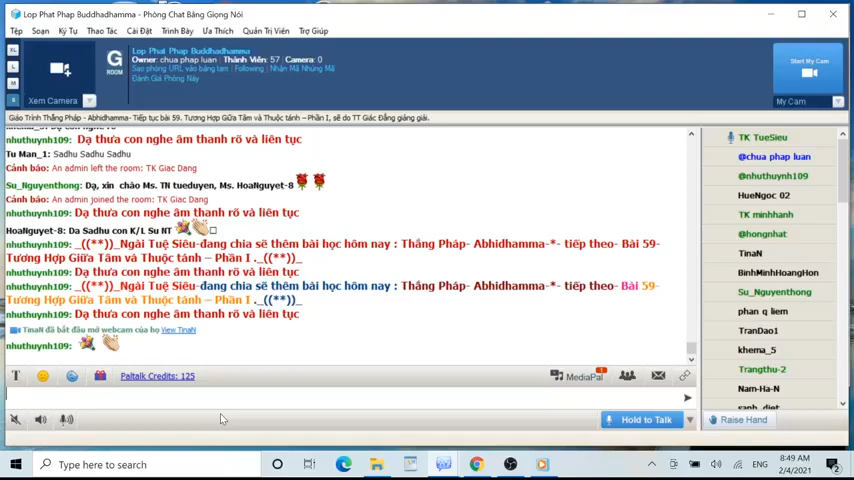 Lop Phat Phap Buddhadhamma - Phòng Chat Bằng Giọng Nói
Tệp Soạn Ký Tự Thao Tác Cài Đặt Trình Bày Ưa Thích Quản Trị Viên Trợ Giúp
XL
L
M
S
Xem Camera
G
ROOM
Lop Phat Phap Buddhadhamma
Owner: chua phap luan Thành Viên: 57 Camera: 0
Sao phỏng URL vào bảng tạm | Following | Nhận Mã Nhúng Mã
Đánh Giá Phòng Này
Start My Cam
My Cam
Giáo Trình Thắng Pháp - Abhidhamma- Tiếp tục bài 59. Tương Hợp Giữa Tâm và Thuộc tánh – Phần I, sẽ do TT Giác Đẳng giảng giải.
nhuthuynh109: Dạ thưa con nghe âm thanh rõ và liên tục
Tu Man_1: Sadhu Sadhu Sadhu
Cảnh báo: An admin left the room: TK Giac Dang
Su_Nguyenthong: Dạ, xin chào Ms. TN tueduyen, Ms. HoaNguyet-8
Cảnh báo: An admin joined the room: TK Giac Dang
nhuthuynh109: Dạ thưa con nghe âm thanh rõ và liên tục
HoaNguyet-8: Da Sadhu con K/L Su NT
nhuthuynh109: _((**))_Ngài Tuệ Siêu-đang chia sẽ thêm bài học hôm nay : Thắng Pháp- Abhidhamma-*- tiếp theo- Bài 59-
Tương Hợp Giữa Tâm và Thuộc tánh – Phần I ._((**))_
nhuthuynh109: Dạ thưa con nghe âm thanh rõ và liên tục
nhuthuynh109: _((**))_Ngài Tuệ Siêu-đang chia sẽ thêm bài học hôm nay : Thắng Pháp- Abhidhamma-*- tiếp theo- Bài 59-
Tương Hợp Giữa Tâm và Thuộc tánh – Phần I ._((**))_
nhuthuynh109: Dạ thưa con nghe âm thanh rõ và liên tục
TinaN đã bắt đầu mở webcam của họ View TinaN
nhuthuynh109:
TK TueSieu
@chua phap luan
@nhuthuynh109
HueNgoc 02
TK minhhanh
@hongnhat
TinaN
BinhMinhHoangHon
Su_Nguyenthong
phan q liem
TranDao1
khema_5
Trangthu-2
Nam-Ha-N
T Paltalk Credits: 125 MediaPal 1
Hold to Talk Raise Hand
Type here to search
ENG
8:49 AM
2/4/2021
2